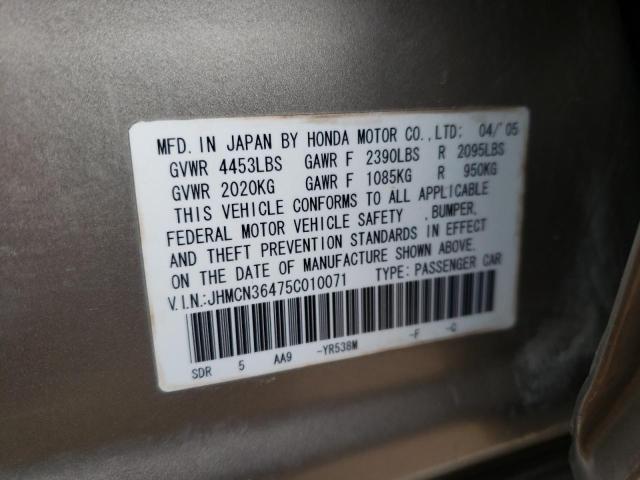 MFD. IN JAPAN BY HONDA MOTOR CO., LTD: 04/'05
GVWR 4453LBS GAWR F 2390LBS R 2095LBS
GVWR 2020KG GAWR F 1085KG R 950KG
THIS VEHICLE CONFORMS TO ALL APPLICABLE
FEDERAL MOTOR VEHICLE SAFETY , BUMPER,
AND THEFT PREVENTION STANDARDS IN EFFECT
ON THE DATE OF MANUFACTURE SHOWN ABOVE.
V.I.N.:JHMCN36475C010071 TYPE: PASSENGER CAR
SDR 5 AA9 -YR538M -F -G